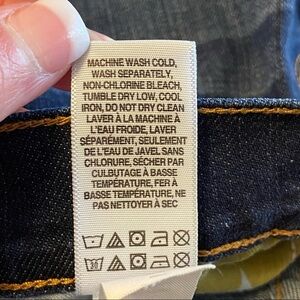 MACHINE WASH COLD,
WASH SEPARATELY,
NON-CHLORINE BLEACH,
TUMBLE DRY LOW, COOL
IRON, DO NOT DRY CLEAN
LAVER À LA MACHINE À
L'EAU FROIDE, LAVER
SÉPARÉMENT, SEULEMENT
DE L'EAU DE JAVEL SANS
CHLORURE, SÉCHER PAR
CULBUTAGE À BASSE
TEMPÉRATURE, FER À
BASSE TEMPÉRATURE, NE
PAS NETTOYER À SEC
30